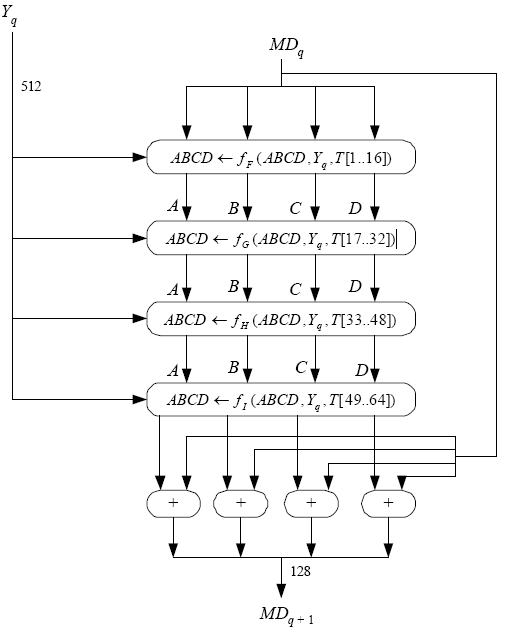 Y_q
512
MD_q
ABCD ← f_F (ABCD, Y_q, T[1..16])
A B C D
ABCD ← f_G (ABCD, Y_q, T[17..32])
A B C D
ABCD ← f_H (ABCD, Y_q, T[33..48])
A B C D
ABCD ← f_I (ABCD, Y_q, T[49..64])
+ + + +
128
MD_{q+1}